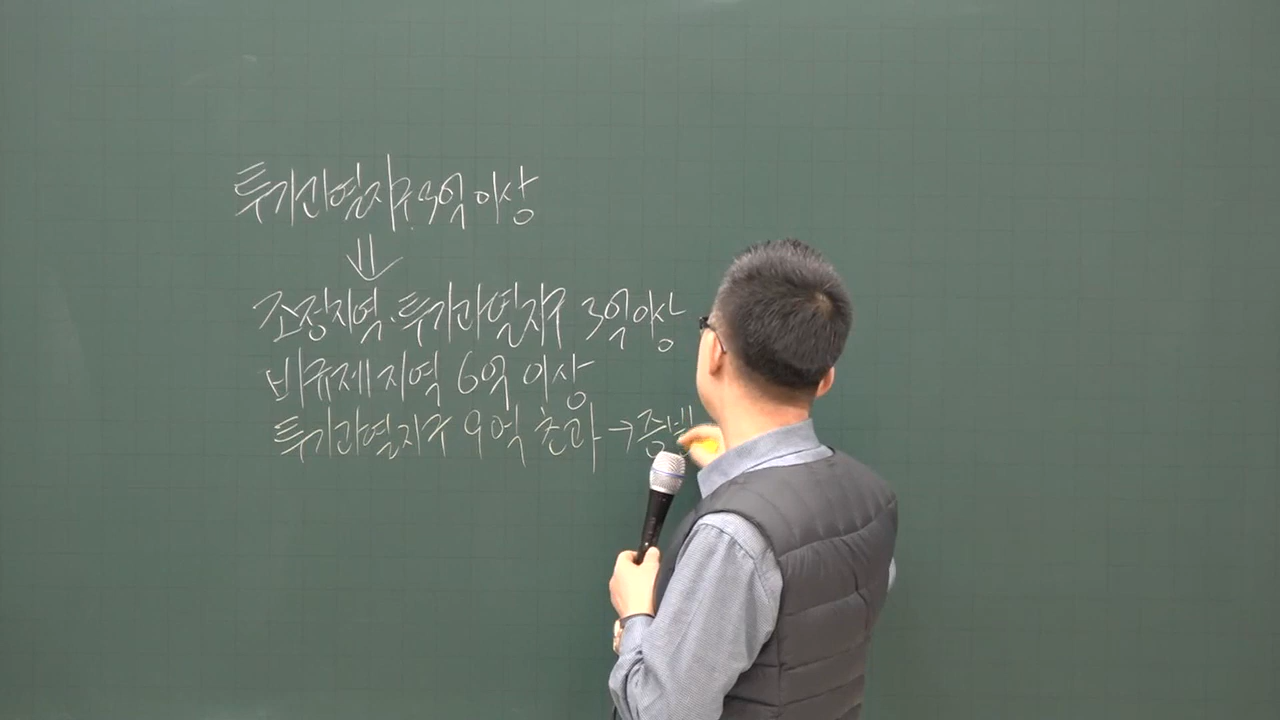 투기과열지구 3억 이상
⇓
조정지역·투기과열지구 3억이상
비규제지역 6억 이상
투기과열지구 9억 초과 → 증빙